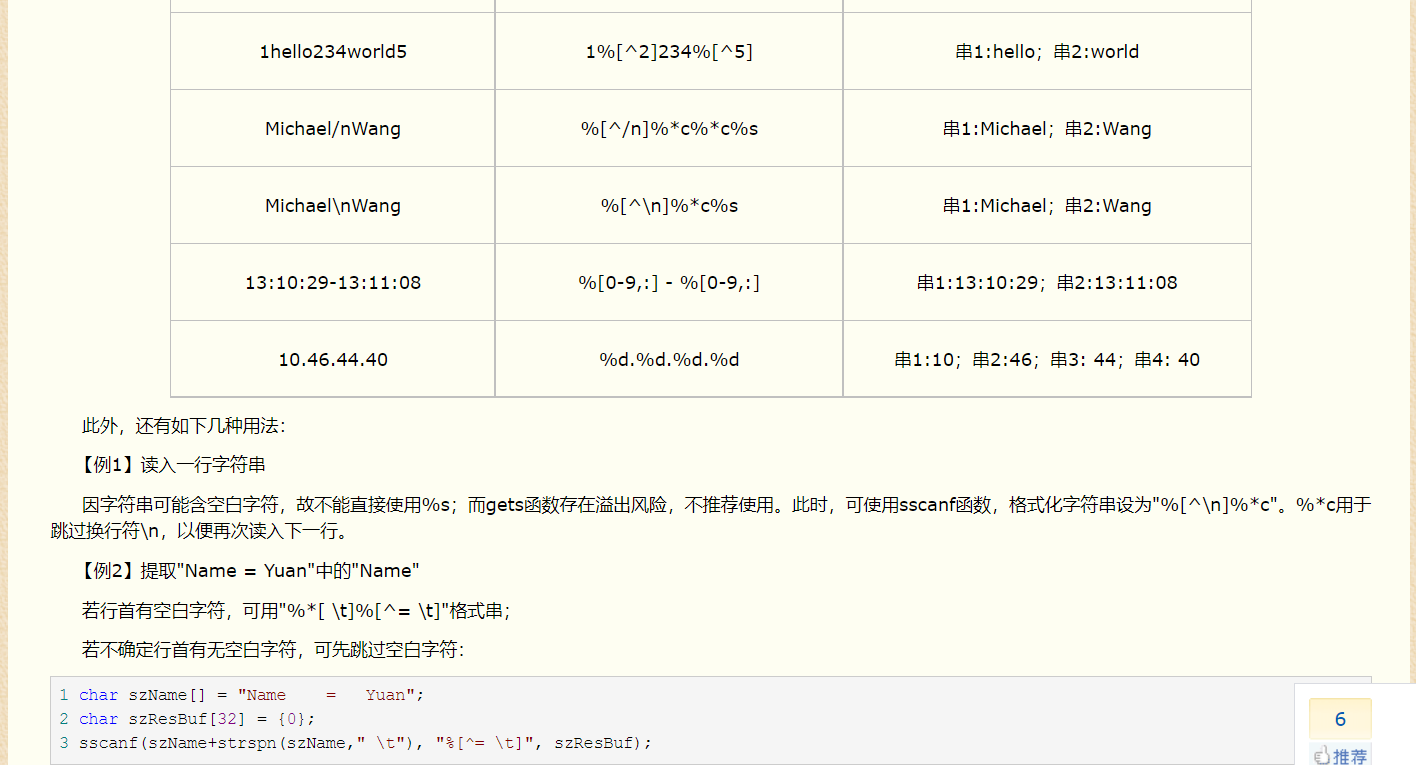 1hello234world5 1%[^2]234%[^5] 串1:hello；串2:world
Michael/nWang %[^/n]%*c%*c%s 串1:Michael；串2:Wang
Michael\nWang %[^\n]%*c%s 串1:Michael；串2:Wang
13:10:29-13:11:08 %[0-9,:] - %[0-9,:] 串1:13:10:29；串2:13:11:08
10.46.44.40 %d.%d.%d.%d 串1:10；串2:46；串3: 44；串4: 40
此外，还有如下几种用法：
【例1】读入一行字符串
因字符串可能含空白字符，故不能直接使用%s；而gets函数存在溢出风险，不推荐使用。此时，可使用sscanf函数，格式化字符串设为"%[^\n]%*c"。%*c用于
跳过换行符\n，以便再次读入下一行。
【例2】提取"Name = Yuan"中的"Name"
若行首有空白字符，可用"%*[ \t]%[^= \t]"格式串；
若不确定行首有无空白字符，可先跳过空白字符：
1 char szName[] = "Name    =   Yuan";
2 char szResBuf[32] = {0};
3 sscanf(szName+strspn(szName," \t"), "%[^= \t]", szResBuf);
6
推荐